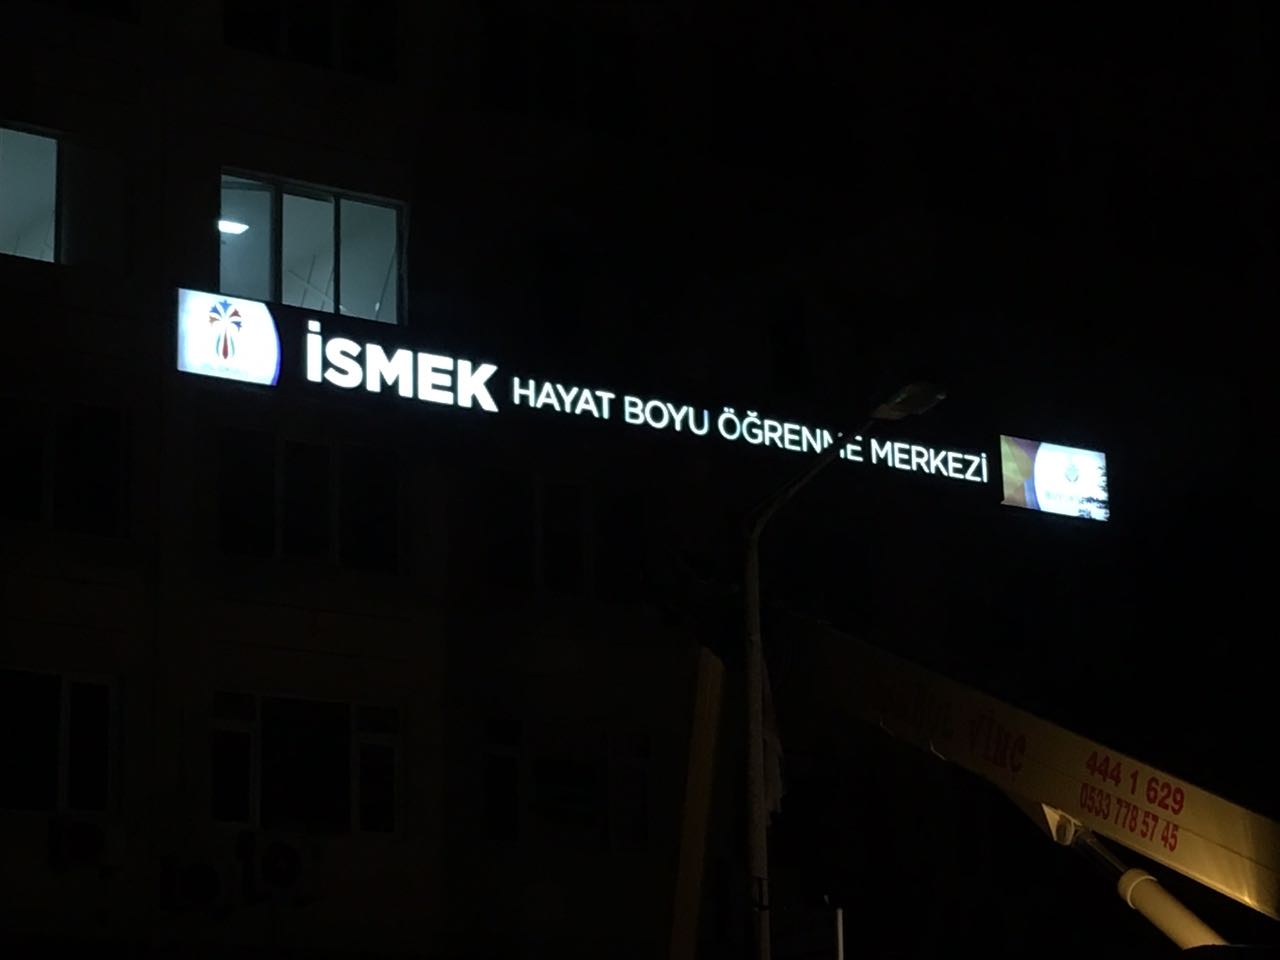 İSMEK HAYAT BOYU ÖĞRENME MERKEZİ
VİNÇ
444 1 629
0533 778 57 45